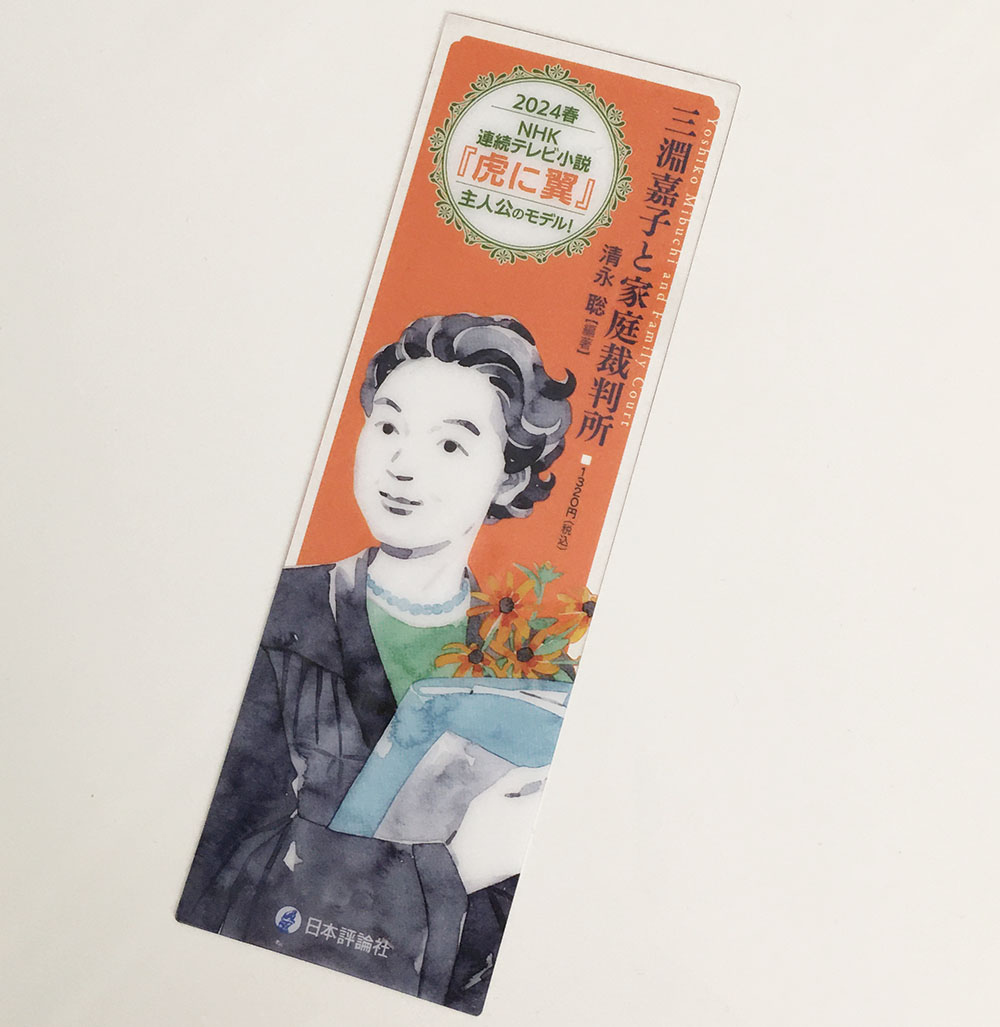 2024春
NHK
連続テレビ小説
『虎に翼』
主人公のモデル!
Yoshiko Mibuchi and Family Court
三淵嘉子と家庭裁判所
清永 聡【編著】
■1320円(税込)
日本評論社